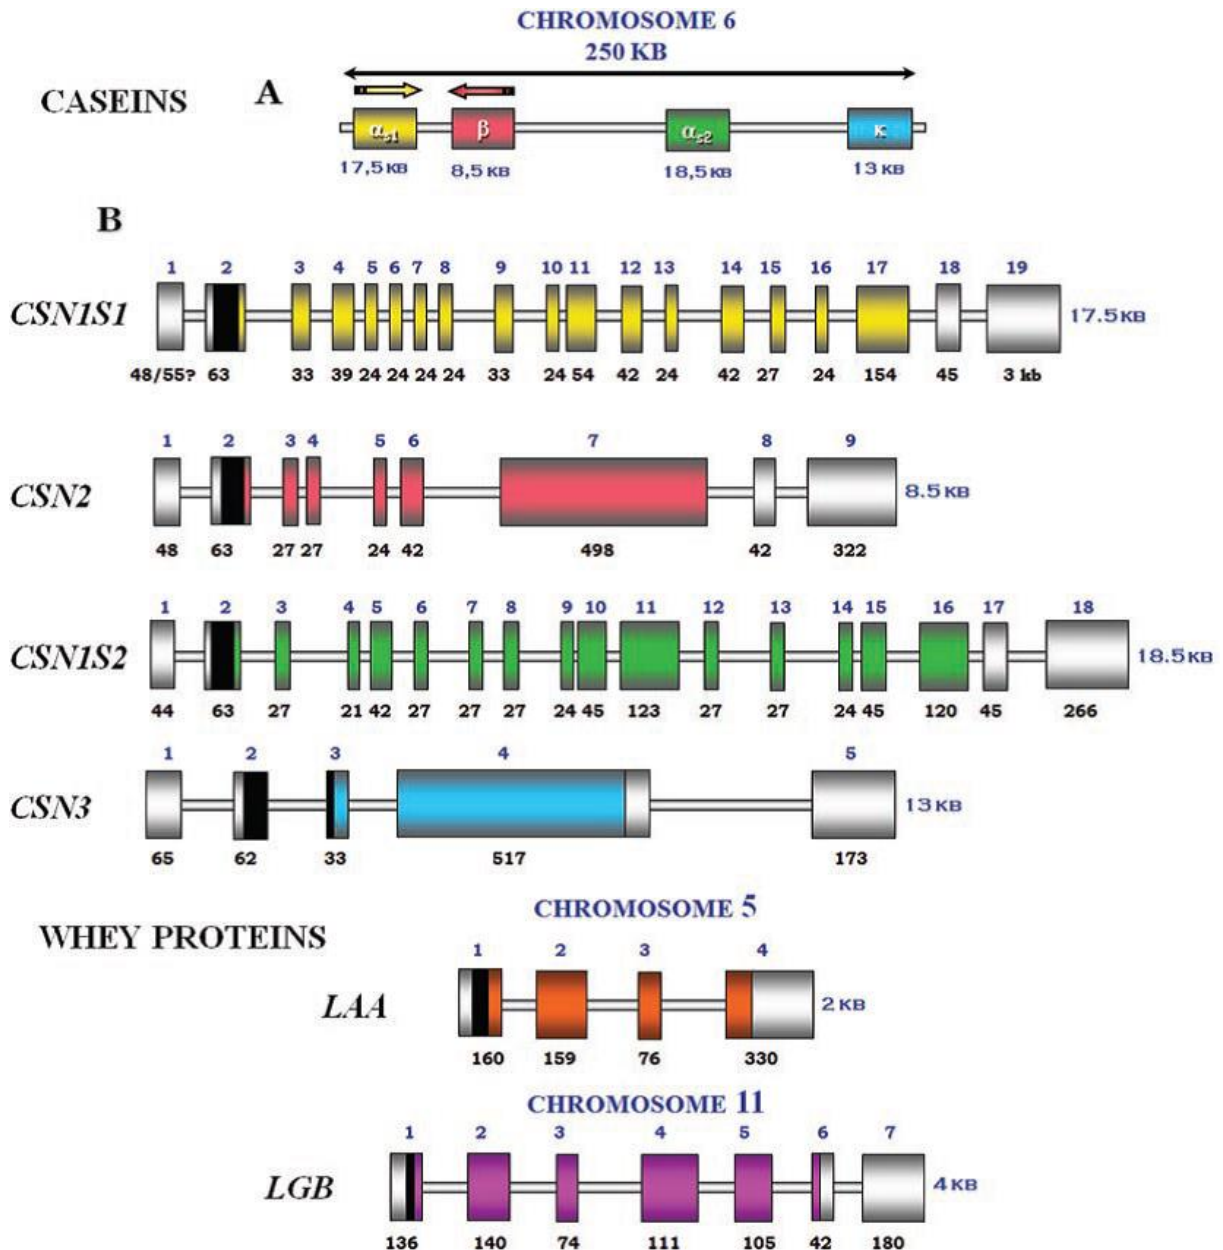 CHROMOSOME 6
250 KB
CASEINS
A
αs1 β αs2 κ
17,5 KB 8,5 KB 18,5 KB 13 KB
B
1 2 3 4 5 6 7 8 9 10 11 12 13 14 15 16 17 18 19
CSN1S1 17.5 KB
48/55? 63 33 39 24 24 24 24 33 24 54 42 24 42 27 24 154 45 3 kb
1 2 3 4 5 6 7 8 9
CSN2 8.5 KB
48 63 27 27 24 42 498 42 322
1 2 3 4 5 6 7 8 9 10 11 12 13 14 15 16 17 18
CSN1S2 18.5 KB
44 63 27 21 42 27 27 27 24 45 123 27 27 24 45 120 45 266
1 2 3 4 5
CSN3 13 KB
65 62 33 517 173
CHROMOSOME 5
WHEY PROTEINS
1 2 3 4
LAA 2 KB
160 159 76 330
CHROMOSOME 11
1 2 3 4 5 6 7
LGB 4 KB
136 140 74 111 105 42 180